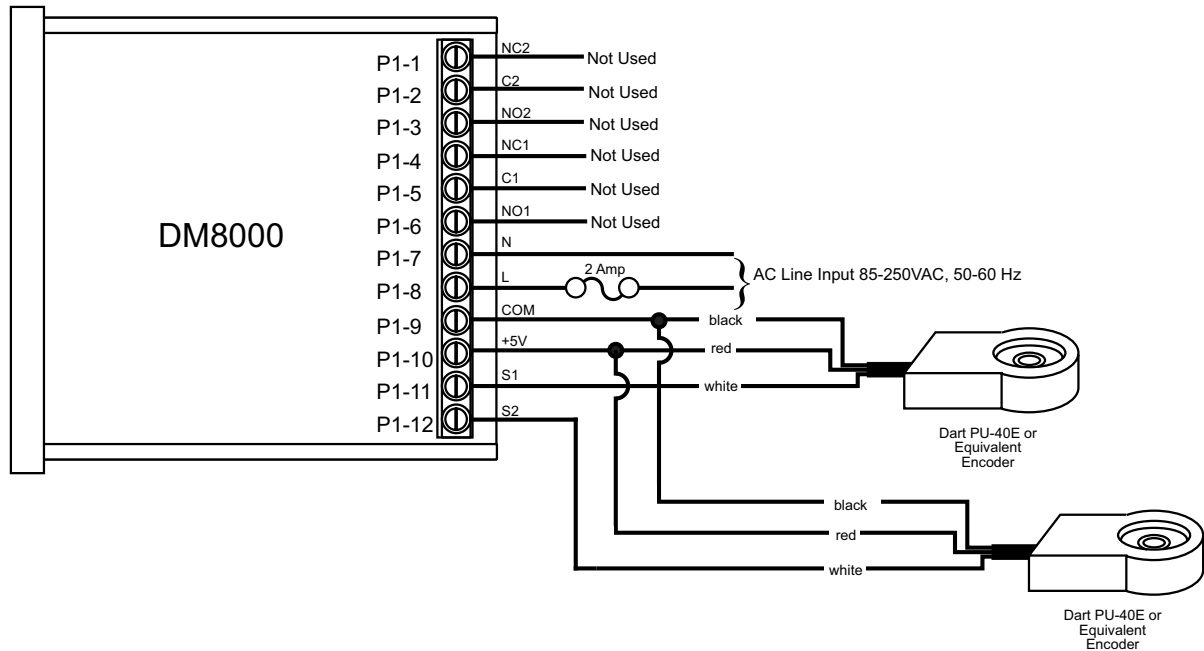 DM8000
P1-1
NC2
Not Used
P1-2
C2
Not Used
P1-3
NO2
Not Used
P1-4
NC1
Not Used
P1-5
C1
Not Used
P1-6
NO1
Not Used
P1-7
N
P1-8
L
2 Amp
AC Line Input 85-250VAC, 50-60 Hz
P1-9
COM
black
P1-10
+5V
red
P1-11
S1
white
P1-12
S2
Dart PU-40E or
Equivalent
Encoder
black
red
white
Dart PU-40E or
Equivalent
Encoder